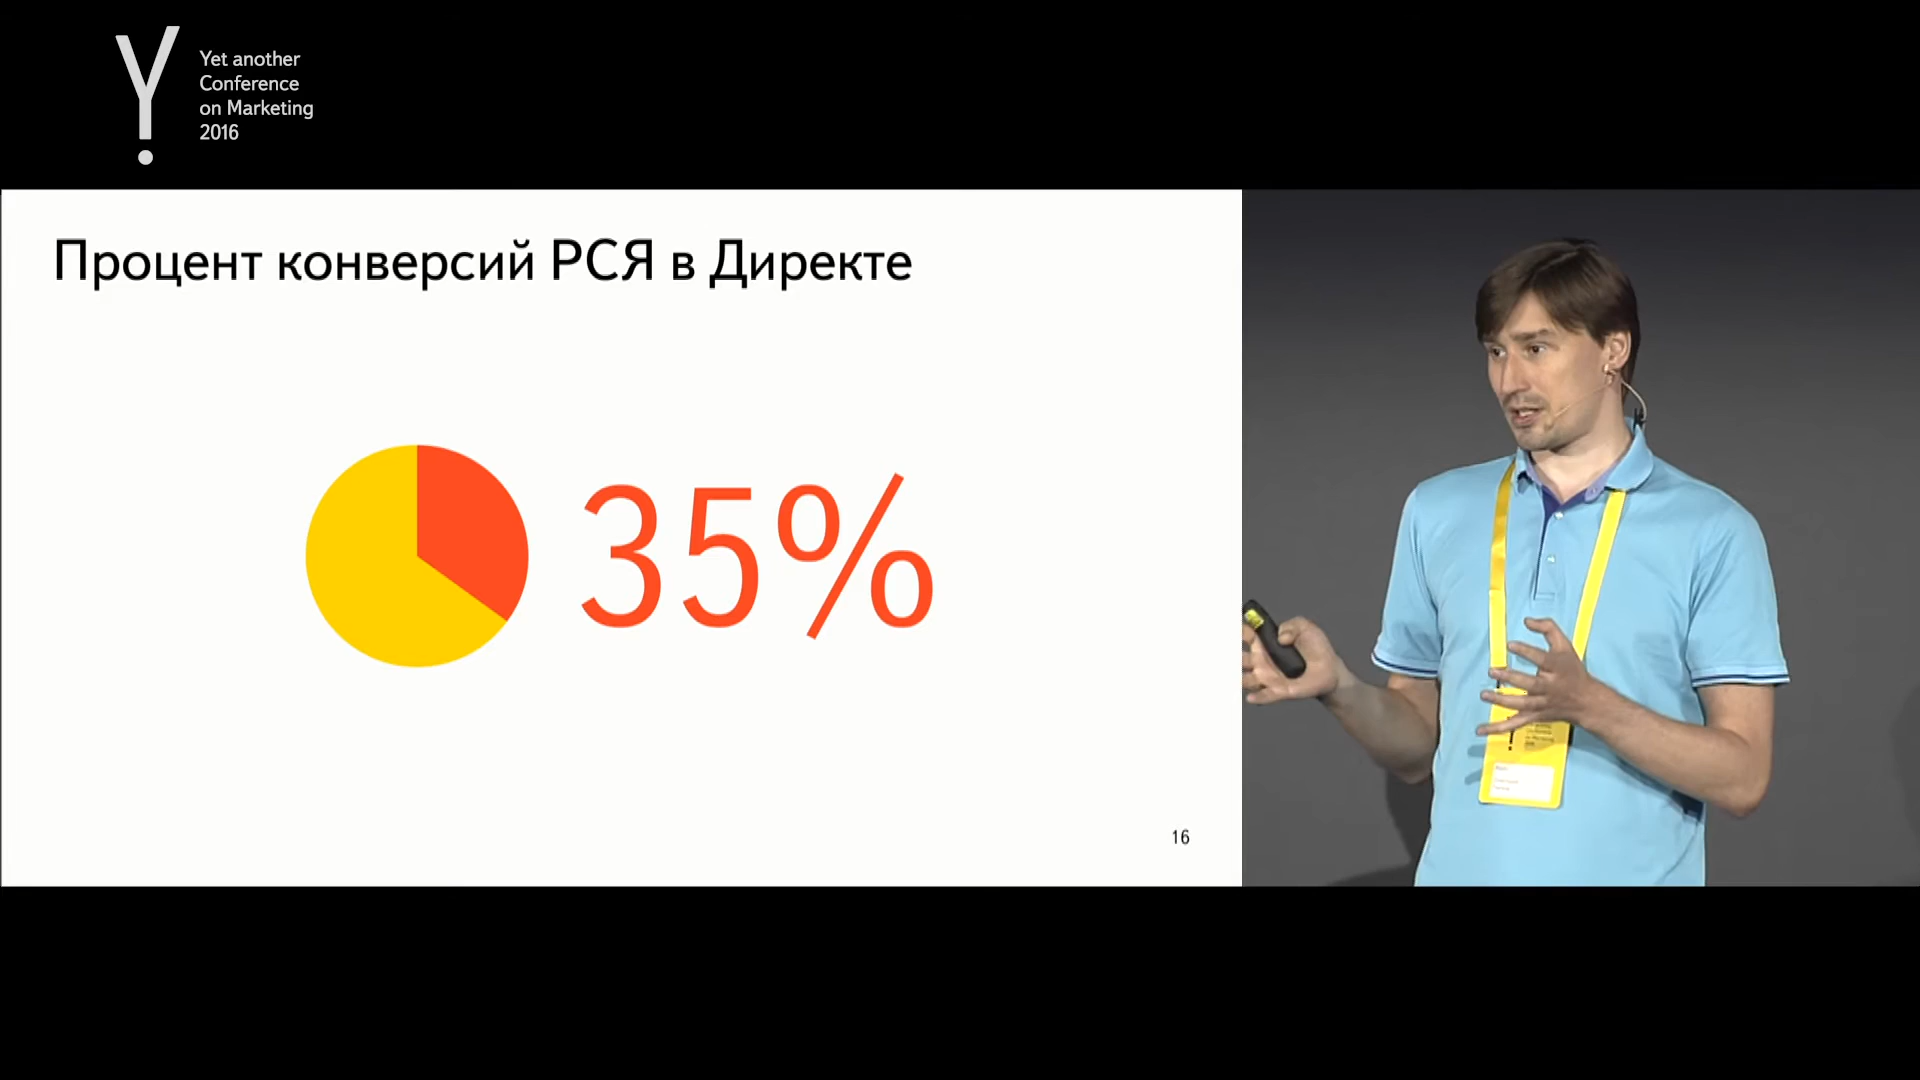 Yet another
Conference
on Marketing
2016
Процент конверсий РСЯ в Директе
35%
16